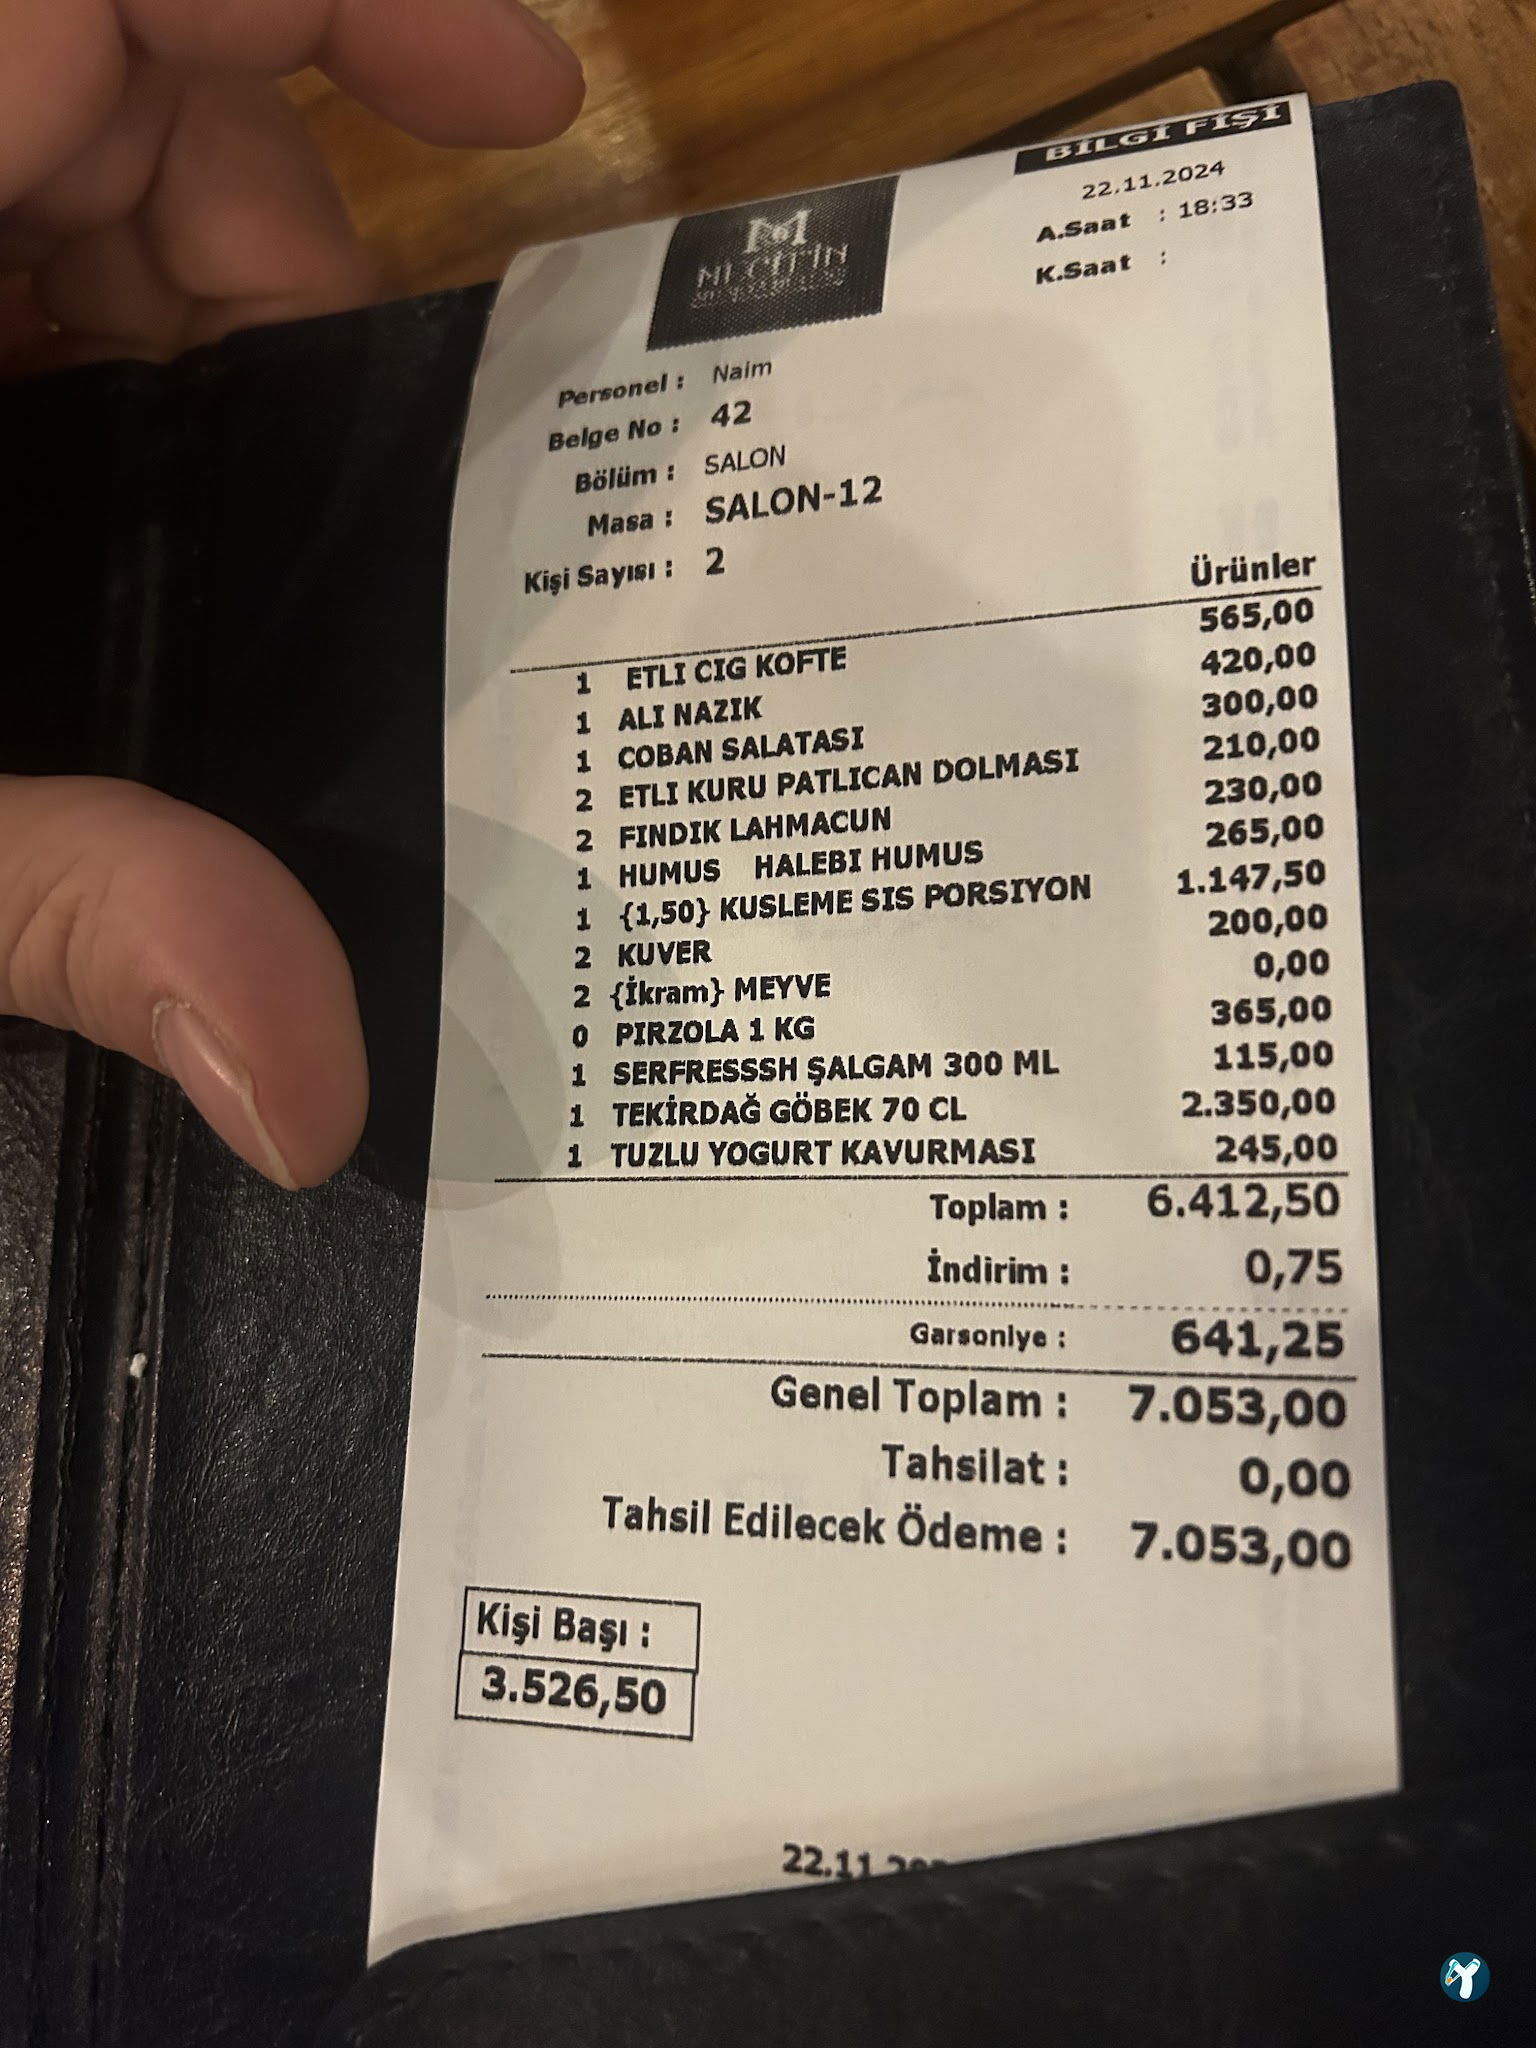 BİLGİ FİŞİ
22.11.2024
A.Saat : 18:33
K.Saat :
Personel : Naim
Belge No : 42
Bölüm : SALON
Masa : SALON-12
Kişi Sayısı : 2
Ürünler
1 ETLI CIG KOFTE 565,00
1 ALI NAZIK 420,00
1 COBAN SALATASI 300,00
2 ETLI KURU PATLICAN DOLMASI 210,00
2 FINDIK LAHMACUN 230,00
1 HUMUS HALEBI HUMUS 265,00
1 {1,50} KUSLEME SIS PORSIYON 1.147,50
2 KUVER 200,00
2 {İkram} MEYVE 0,00
0 PIRZOLA 1 KG 365,00
1 SERFRESSSH ŞALGAM 300 ML 115,00
1 TEKİRDAĞ GÖBEK 70 CL 2.350,00
1 TUZLU YOGURT KAVURMASI 245,00
Toplam : 6.412,50
İndirim : 0,75
Garsoniye : 641,25
Genel Toplam : 7.053,00
Tahsilat : 0,00
Tahsil Edilecek Ödeme : 7.053,00
Kişi Başı :
3.526,50
22.11